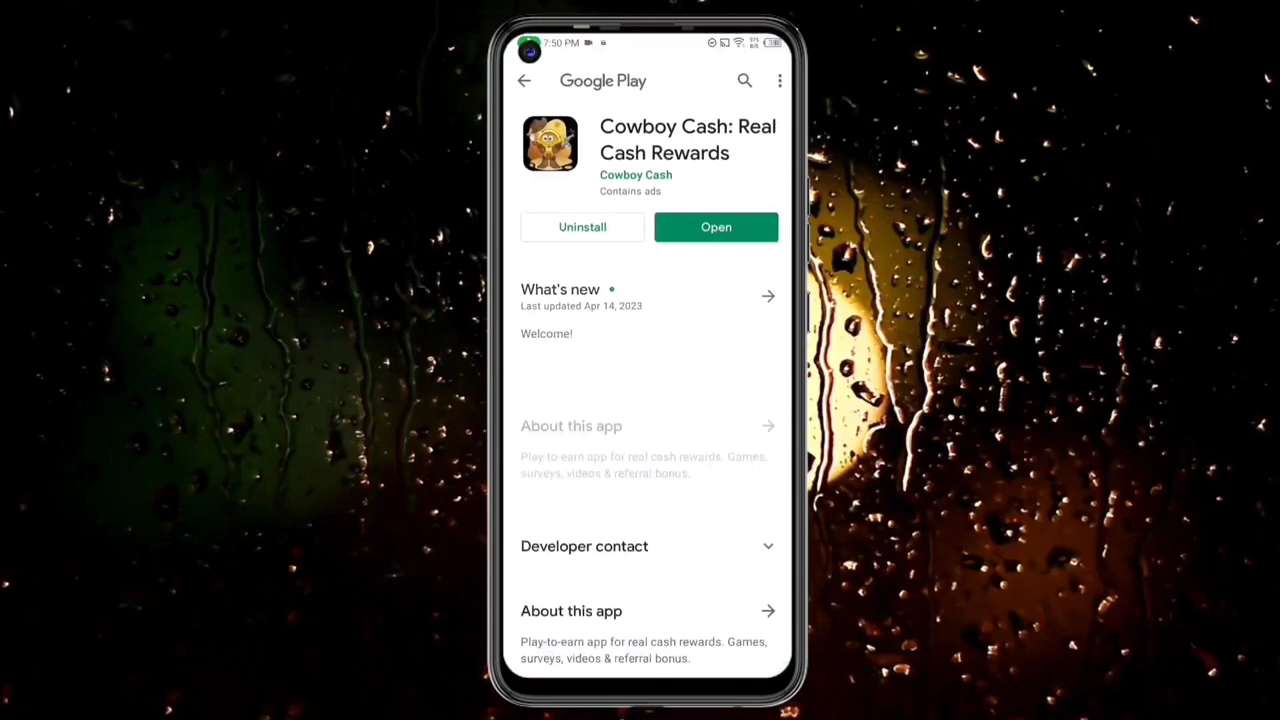 7:50 PM
Google Play
Cowboy Cash: Real
Cash Rewards
Cowboy Cash
Contains ads
Uninstall
Open
What's new
Last updated Apr 14, 2023
Welcome!
About this app
Play-to-earn app for real cash rewards. Games,
surveys, videos & referral bonus.
Developer contact
About this app
Play-to-earn app for real cash rewards. Games,
surveys, videos & referral bonus.